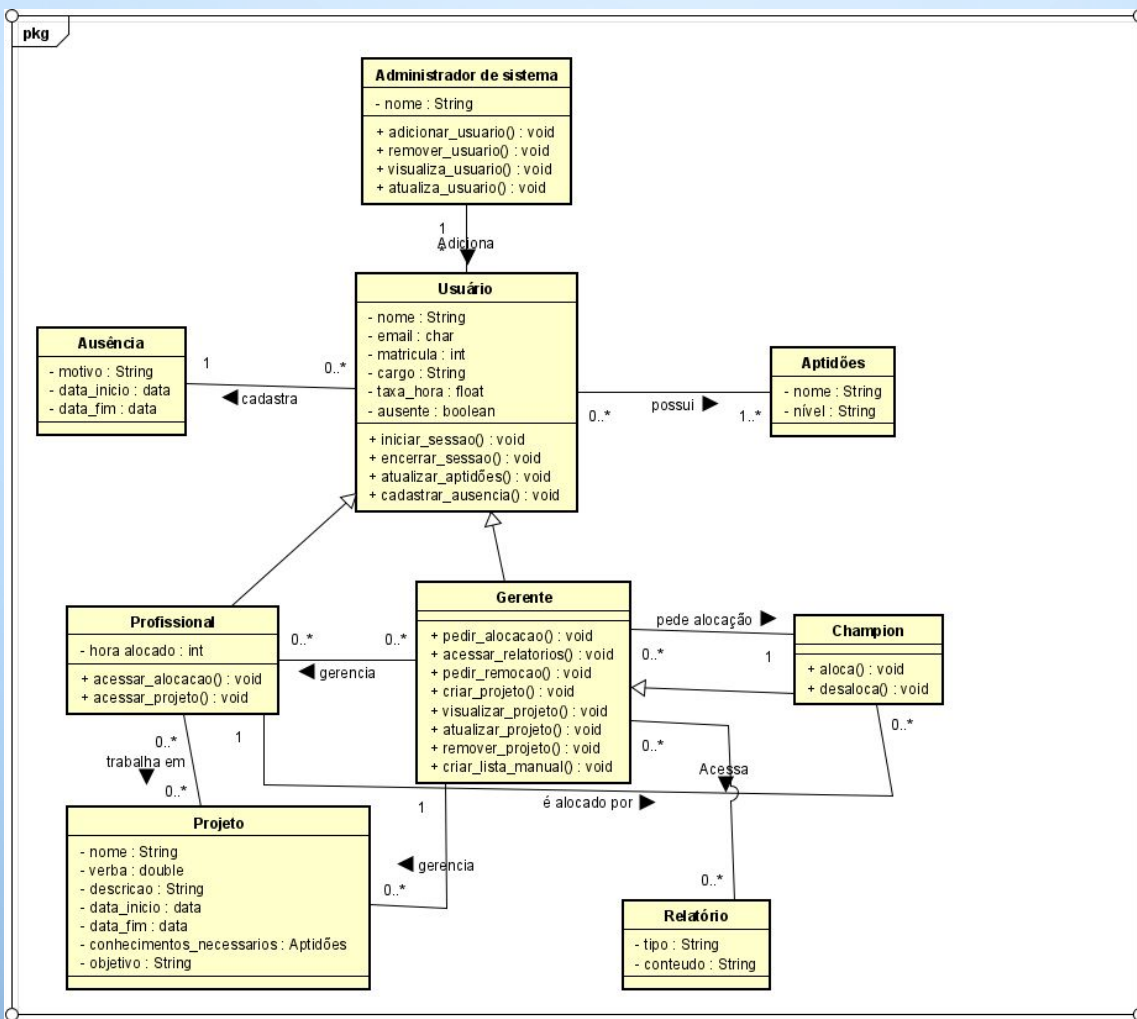 pkg
Administrador de sistema
- nome : String
+ adicionar_usuario() : void
+ remover_usuario() : void
+ visualiza_usuario() : void
+ atualiza_usuario() : void
1
Adiciona
*
Usuário
- nome : String
- email : char
- matricula : int
- cargo : String
- taxa_hora : float
- ausente : boolean
+ iniciar_sessao() : void
+ encerrar_sessao() : void
+ atualizar_aptidões() : void
+ cadastrar_ausencia() : void
Ausência
- motivo : String
- data_inicio : data
- data_fim : data
1
0..*
cadastra
Aptidões
- nome : String
- nível : String
0..*
possui
1..*
Profissional
- hora alocado : int
+ acessar_alocacao() : void
+ acessar_projeto() : void
0..*
0..*
gerencia
Gerente
+ pedir_alocacao() : void
+ acessar_relatorios() : void
+ pedir_remocao() : void
+ criar_projeto() : void
+ visualizar_projeto() : void
+ atualizar_projeto() : void
+ remover_projeto() : void
+ criar_lista_manual() : void
pede alocação
0..*
1
Champion
+ aloca() : void
+ desaloca() : void
0..*
trabalha em
0..*
1
é alocado por
0..*
0..*
Acessa
0..*
1
gerencia
0..*
Projeto
- nome : String
- verba : double
- descricao : String
- data_inicio : data
- data_fim : data
- conhecimentos_necessarios : Aptidões
- objetivo : String
Relatório
- tipo : String
- conteudo : String